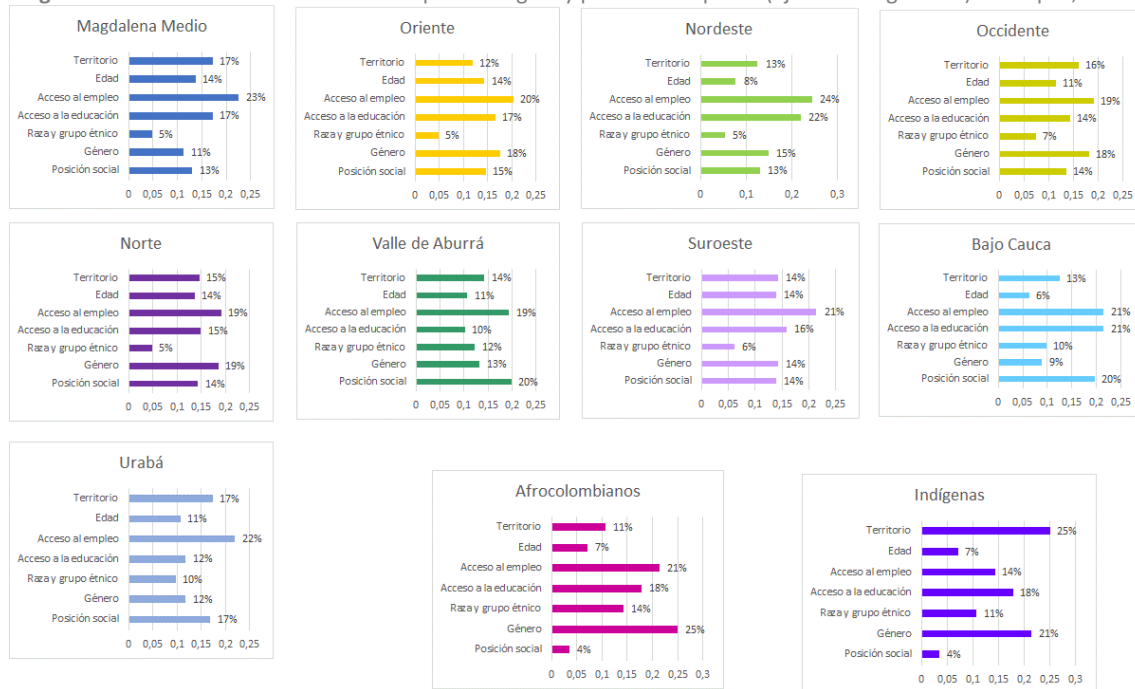 Magdalena Medio
Territorio 17%
Edad 14%
Acceso al empleo 23%
Acceso a la educación 17%
Raza y grupo étnico 5%
Género 11%
Posición social 13%
0 0,05 0,1 0,15 0,2 0,25
Oriente
Territorio 12%
Edad 14%
Acceso al empleo 20%
Acceso a la educación 17%
Raza y grupo étnico 5%
Género 18%
Posición social 15%
0 0,05 0,1 0,15 0,2 0,25
Nordeste
Territorio 13%
Edad 8%
Acceso al empleo 24%
Acceso a la educación 22%
Raza y grupo étnico 5%
Género 15%
Posición social 13%
0 0,1 0,2 0,3
Occidente
Territorio 16%
Edad 11%
Acceso al empleo 19%
Acceso a la educación 14%
Raza y grupo étnico 7%
Género 18%
Posición social 14%
0 0,05 0,1 0,15 0,2 0,25
Norte
Territorio 15%
Edad 14%
Acceso al empleo 19%
Acceso a la educación 15%
Raza y grupo étnico 5%
Género 19%
Posición social 14%
0 0,05 0,1 0,15 0,2 0,25
Valle de Aburrá
Territorio 14%
Edad 11%
Acceso al empleo 19%
Acceso a la educación 10%
Raza y grupo étnico 12%
Género 13%
Posición social 20%
0 0,05 0,1 0,15 0,2 0,25
Suroeste
Territorio 14%
Edad 14%
Acceso al empleo 21%
Acceso a la educación 16%
Raza y grupo étnico 6%
Género 14%
Posición social 14%
0 0,05 0,1 0,15 0,2 0,25
Bajo Cauca
Territorio 13%
Edad 6%
Acceso al empleo 21%
Acceso a la educación 21%
Raza y grupo étnico 10%
Género 9%
Posición social 20%
0 0,05 0,1 0,15 0,2 0,25
Urabá
Territorio 17%
Edad 11%
Acceso al empleo 22%
Acceso a la educación 12%
Raza y grupo étnico 10%
Género 12%
Posición social 17%
0 0,05 0,1 0,15 0,2 0,25
Afrocolombianos
Territorio 11%
Edad 7%
Acceso al empleo 21%
Acceso a la educación 18%
Raza y grupo étnico 14%
Género 25%
Posición social 4%
0 0,05 0,1 0,15 0,2 0,25 0,3
Indígenas
Territorio 25%
Edad 7%
Acceso al empleo 14%
Acceso a la educación 18%
Raza y grupo étnico 11%
Género 21%
Posición social 4%
0 0,05 0,1 0,15 0,2 0,25 0,3